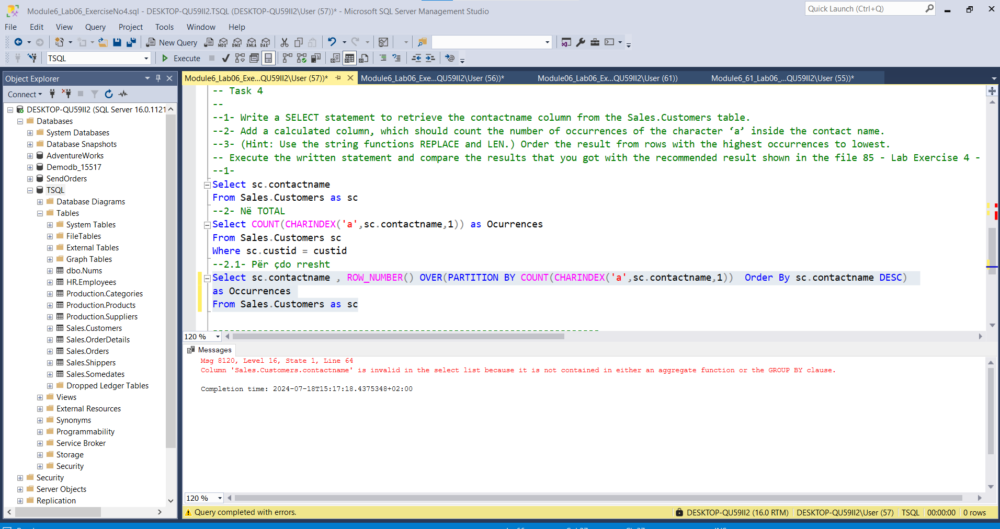 Module6_Lab06_ExerciseNo4.sql - DESKTOP-QU59II2.TSQL (DESKTOP-QU59II2\User (57))* - Microsoft SQL Server Management Studio
Quick Launch (Ctrl+Q)
File Edit View Query Project Tools Window Help
New Query
MDX DMX XMLA DAX
TSQL
Execute
Object Explorer
Module6_Lab06_Exe...QU59II2\User (57))* Module6_Lab06_Exe...QU59II2\User (56))* Module06_Lab06_Ex...QU59II2\User (61)) Module6_61_Lab06_...QU59II2\User (55))*
Connect
DESKTOP-QU59II2 (SQL Server 16.0.1121
Databases
System Databases
Database Snapshots
AdventureWorks
Demodb_15517
SendOrders
TSQL
Database Diagrams
Tables
System Tables
FileTables
External Tables
Graph Tables
dbo.Nums
HR.Employees
Production.Categories
Production.Products
Production.Suppliers
Sales.Customers
Sales.OrderDetails
Sales.Orders
Sales.Shippers
Sales.Somedates
Dropped Ledger Tables
Views
External Resources
Synonyms
Programmability
Service Broker
Storage
Security
Security
Server Objects
Replication
-- Task 4
--
--1- Write a SELECT statement to retrieve the contactname column from the Sales.Customers table.
--2- Add a calculated column, which should count the number of occurrences of the character ‘a’ inside the contact name.
--3- (Hint: Use the string functions REPLACE and LEN.) Order the result from rows with the highest occurrences to lowest.
-- Execute the written statement and compare the results that you got with the recommended result shown in the file 85 - Lab Exercise 4 -
--1-
Select sc.contactname
From Sales.Customers as sc
--2- Në TOTAL
Select COUNT(CHARINDEX('a',sc.contactname,1)) as Ocurrences
From Sales.Customers sc
Where sc.custid = custid
--2.1- Për çdo rresht
Select sc.contactname , ROW_NUMBER() OVER(PARTITION BY COUNT(CHARINDEX('a',sc.contactname,1)) Order By sc.contactname DESC)
as Occurrences
From Sales.Customers as sc
----------------------------------------------------------------------
120 %
Messages
Msg 8120, Level 16, State 1, Line 64
Column 'Sales.Customers.contactname' is invalid in the select list because it is not contained in either an aggregate function or the GROUP BY clause.
Completion time: 2024-07-18T15:17:18.4375348+02:00
120 %
Query completed with errors.
DESKTOP-QU59II2 (16.0 RTM) DESKTOP-QU59II2\User (57) TSQL 00:00:00 0 rows